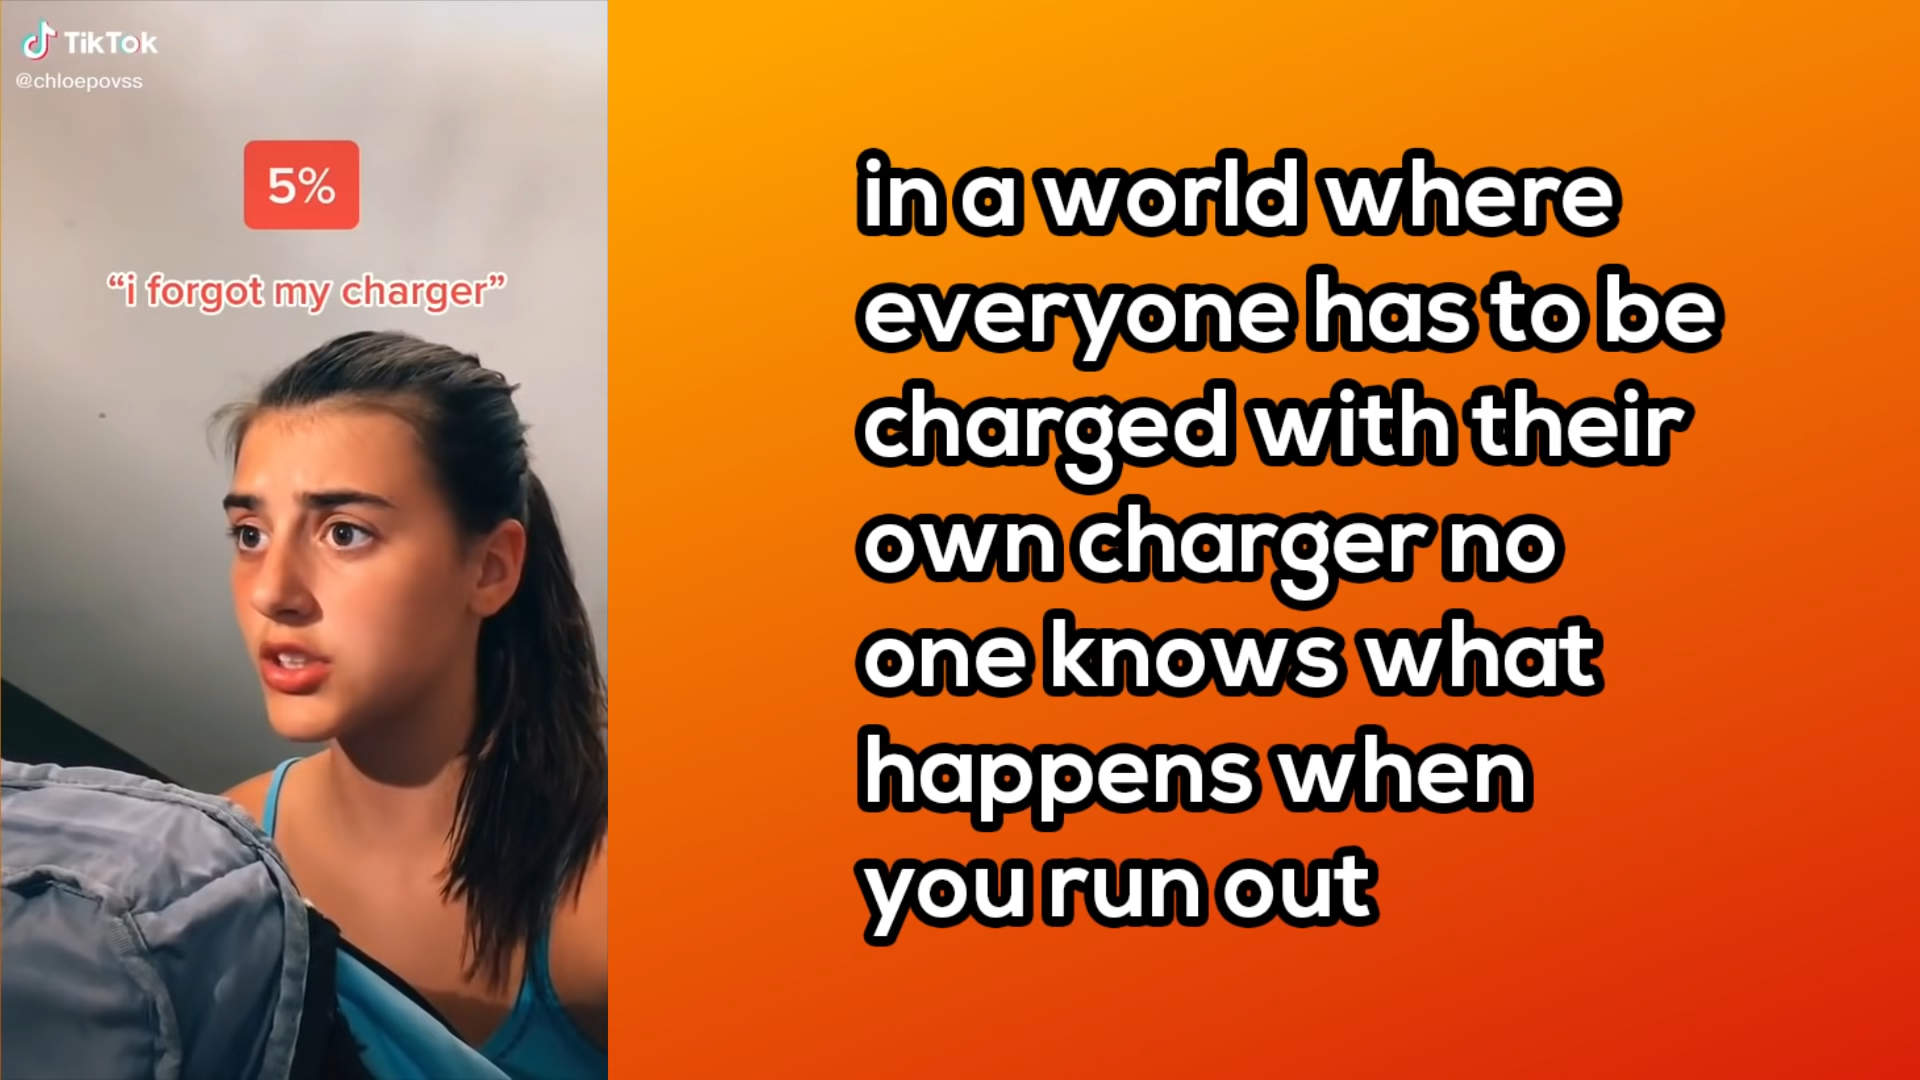 TikTok
@chloepovss
5%
“i forgot my charger”
in a world where
everyone has to be
charged with their
own charger no
one knows what
happens when
you run out